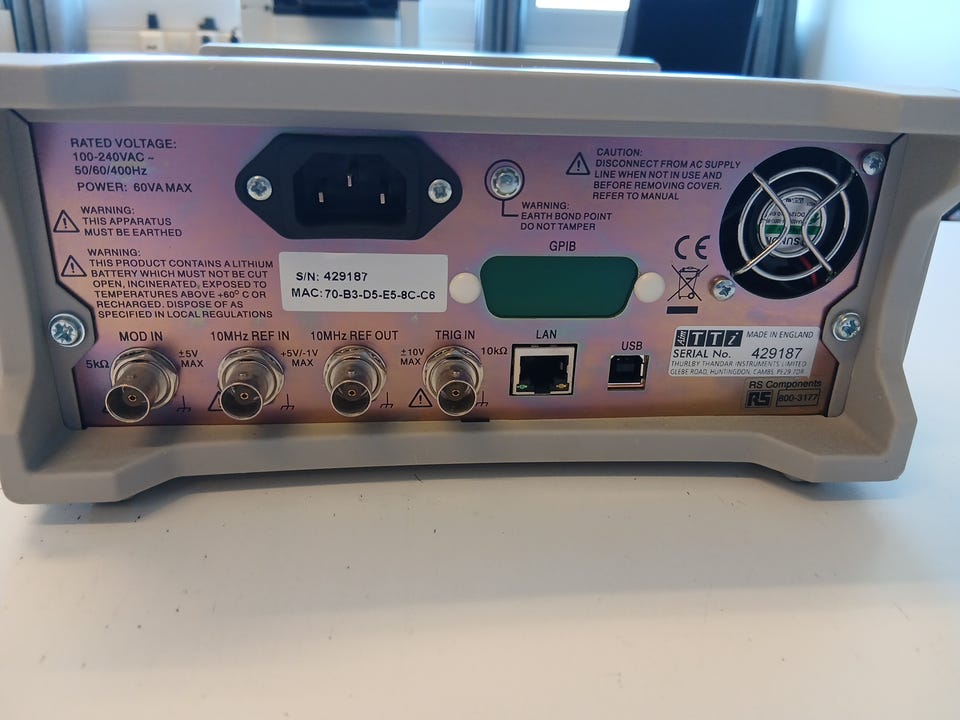 RATED VOLTAGE:
100-240VAC ~
50/60/400Hz
POWER: 60VA MAX
WARNING:
THIS APPARATUS
MUST BE EARTHED
WARNING:
THIS PRODUCT CONTAINS A LITHIUM
BATTERY WHICH MUST NOT BE CUT
OPEN, INCINERATED, EXPOSED TO
TEMPERATURES ABOVE +60° C OR
RECHARGED. DISPOSE OF AS
SPECIFIED IN LOCAL REGULATIONS
S/N: 429187
MAC: 70-B3-D5-E5-8C-C6
WARNING:
EARTH BOND POINT
DO NOT TAMPER
CAUTION:
DISCONNECT FROM AC SUPPLY
LINE WHEN NOT IN USE AND
BEFORE REMOVING COVER.
REFER TO MANUAL
GPIB
CE
MOD IN
5kΩ
±5V
MAX
10MHz REF IN
+5V/-1V
MAX
10MHz REF OUT
TRIG IN
±10V
MAX
10kΩ
LAN
USB
aim TTi MADE IN ENGLAND
SERIAL No. 429187
THURLBY THANDAR INSTRUMENTS LIMITED
GLEBE ROAD, HUNTINGDON, CAMBS. PE29 7DR
RS Components
RS 800-3177